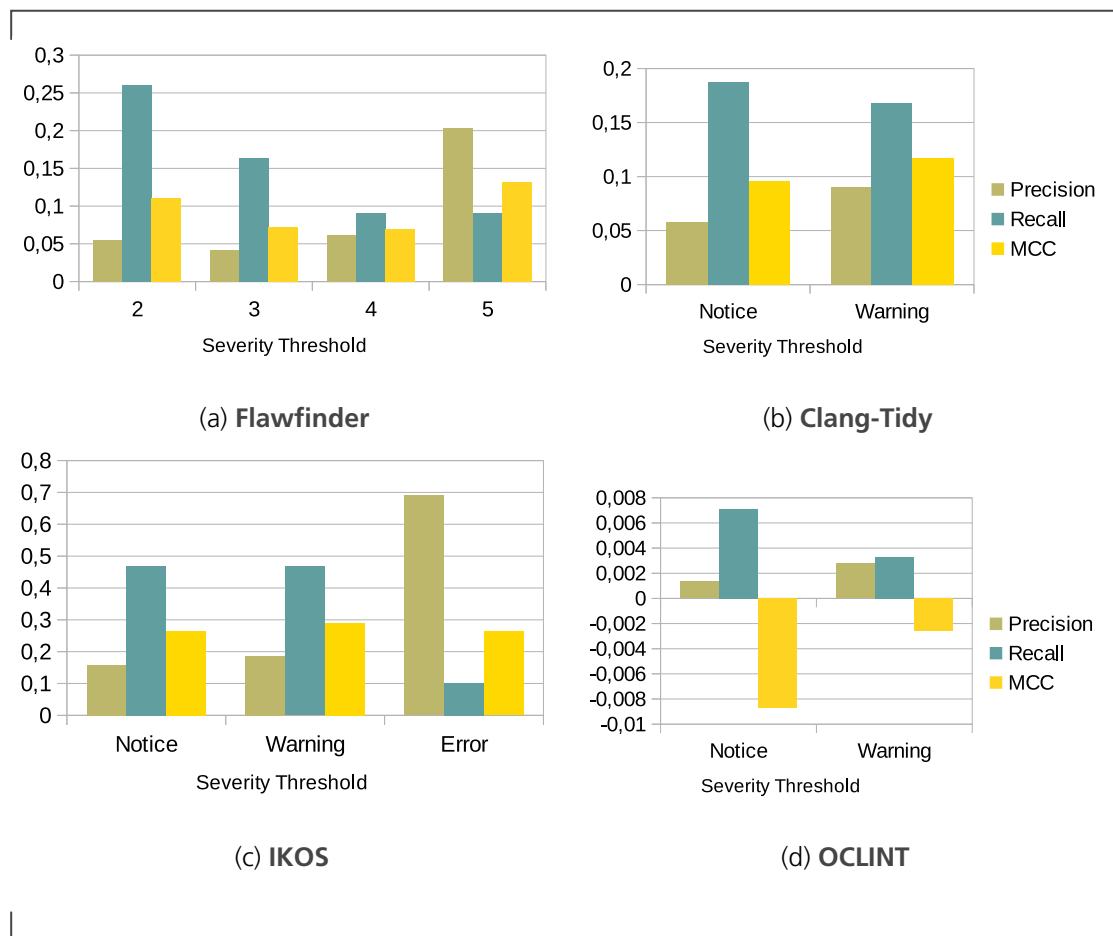 0,3
0,25
0,2
0,15
0,1
0,05
0
2 3 4 5
Severity Threshold
(a) Flawfinder
0,2
0,15
0,1
0,05
0
Notice Warning
Severity Threshold
Precision
Recall
MCC
(b) Clang-Tidy
0,8
0,7
0,6
0,5
0,4
0,3
0,2
0,1
0
Notice Warning Error
Severity Threshold
(c) IKOS
0,008
0,006
0,004
0,002
0
-0,002
-0,004
-0,006
-0,008
-0,01
Notice Warning
Severity Threshold
Precision
Recall
MCC
(d) OCLINT